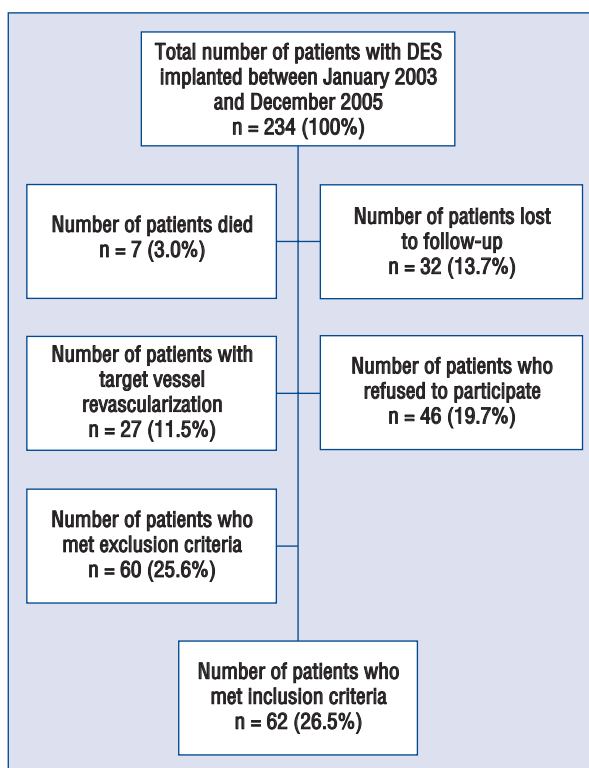 Total number of patients with DES
implanted between January 2003
and December 2005
n = 234 (100%)
Number of patients died
n = 7 (3.0%)
Number of patients lost
to follow-up
n = 32 (13.7%)
Number of patients with
target vessel
revascularization
n = 27 (11.5%)
Number of patients who
refused to participate
n = 46 (19.7%)
Number of patients who
met exclusion criteria
n = 60 (25.6%)
Number of patients who
met inclusion criteria
n = 62 (26.5%)